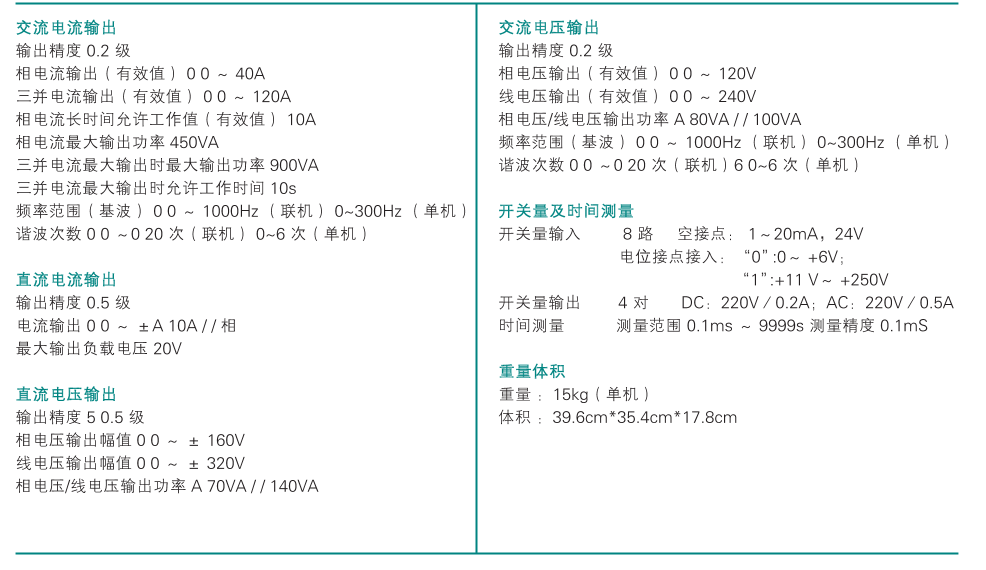 交流电流输出
输出精度 0.2 级
相电流输出（有效值）0 0 ～ 40A
三并电流输出（有效值）0 0 ～ 120A
相电流长时间允许工作值（有效值）10A
相电流最大输出功率 450VA
三并电流最大输出时最大输出功率 900VA
三并电流最大输出时允许工作时间 10s
频率范围（基波）0 0 ～ 1000Hz （联机）0~300Hz （单机）
谐波次数 0 0 ～0 20 次（联机）0~6 次（单机）
直流电流输出
输出精度 0.5 级
电流输出 0 0 ～ ±A 10A / / 相
最大输出负载电压 20V
直流电压输出
输出精度 5 0.5 级
相电压输出幅值 0 0 ～ ± 160V
线电压输出幅值 0 0 ～ ± 320V
相电压/线电压输出功率 A 70VA / / 140VA
交流电压输出
输出精度 0.2 级
相电压输出（有效值）0 0 ～ 120V
线电压输出（有效值）0 0 ～ 240V
相电压/线电压输出功率 A 80VA / / 100VA
频率范围（基波）0 0 ～ 1000Hz（联机）0~300Hz（单机）
谐波次数 0 0 ～0 20 次（联机）6 0~6 次（单机）
开关量及时间测量
开关量输入 8 路 空接点： 1～20mA，24V
电位接点接入： “0” :0～ +6V；
“1” :+11 V～ +250V
开关量输出 4 对 DC：220V／0.2A；AC：220V／0.5A
时间测量 测量范围 0.1ms ～ 9999s 测量精度 0.1mS
重量体积
重量 ：15kg（单机）
体积 ：39.6cm*35.4cm*17.8cm